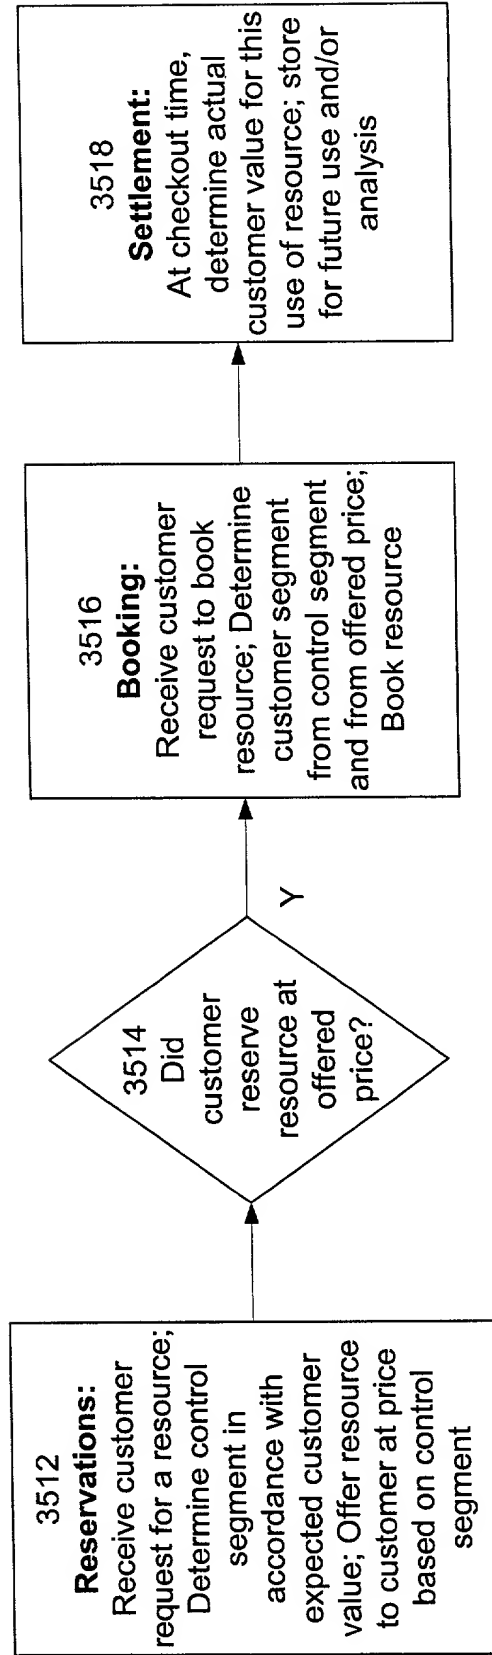 3512
Reservations:
Receive customer
request for a resource;
Determine control
segment in
accordance with
expected customer
value; Offer resource
to customer at price
based on control
segment
3514
Did
customer
reserve
resource at
offered
price?
Y
3516
Booking:
Receive customer
request to book
resource; Determine
customer segment
from control segment
and from offered price;
Book resource
3518
Settlement:
At checkout time,
determine actual
customer value for this
use of resource; store
for future use and/or
analysis